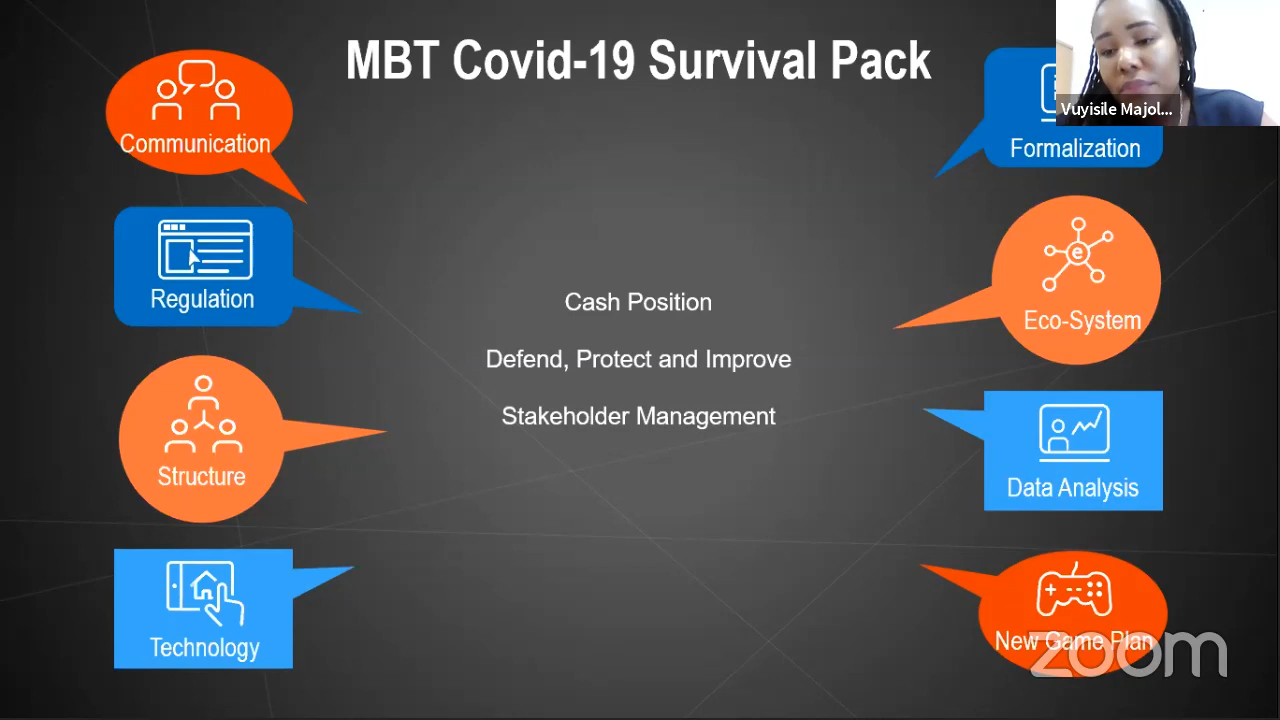 MBT Covid-19 Survival Pack
Communication
Regulation
Structure
Technology
Cash Position
Defend, Protect and Improve
Stakeholder Management
Vuyisile Majol...
Formalization
e
Eco-System
Data Analysis
New Game Plan
zoom